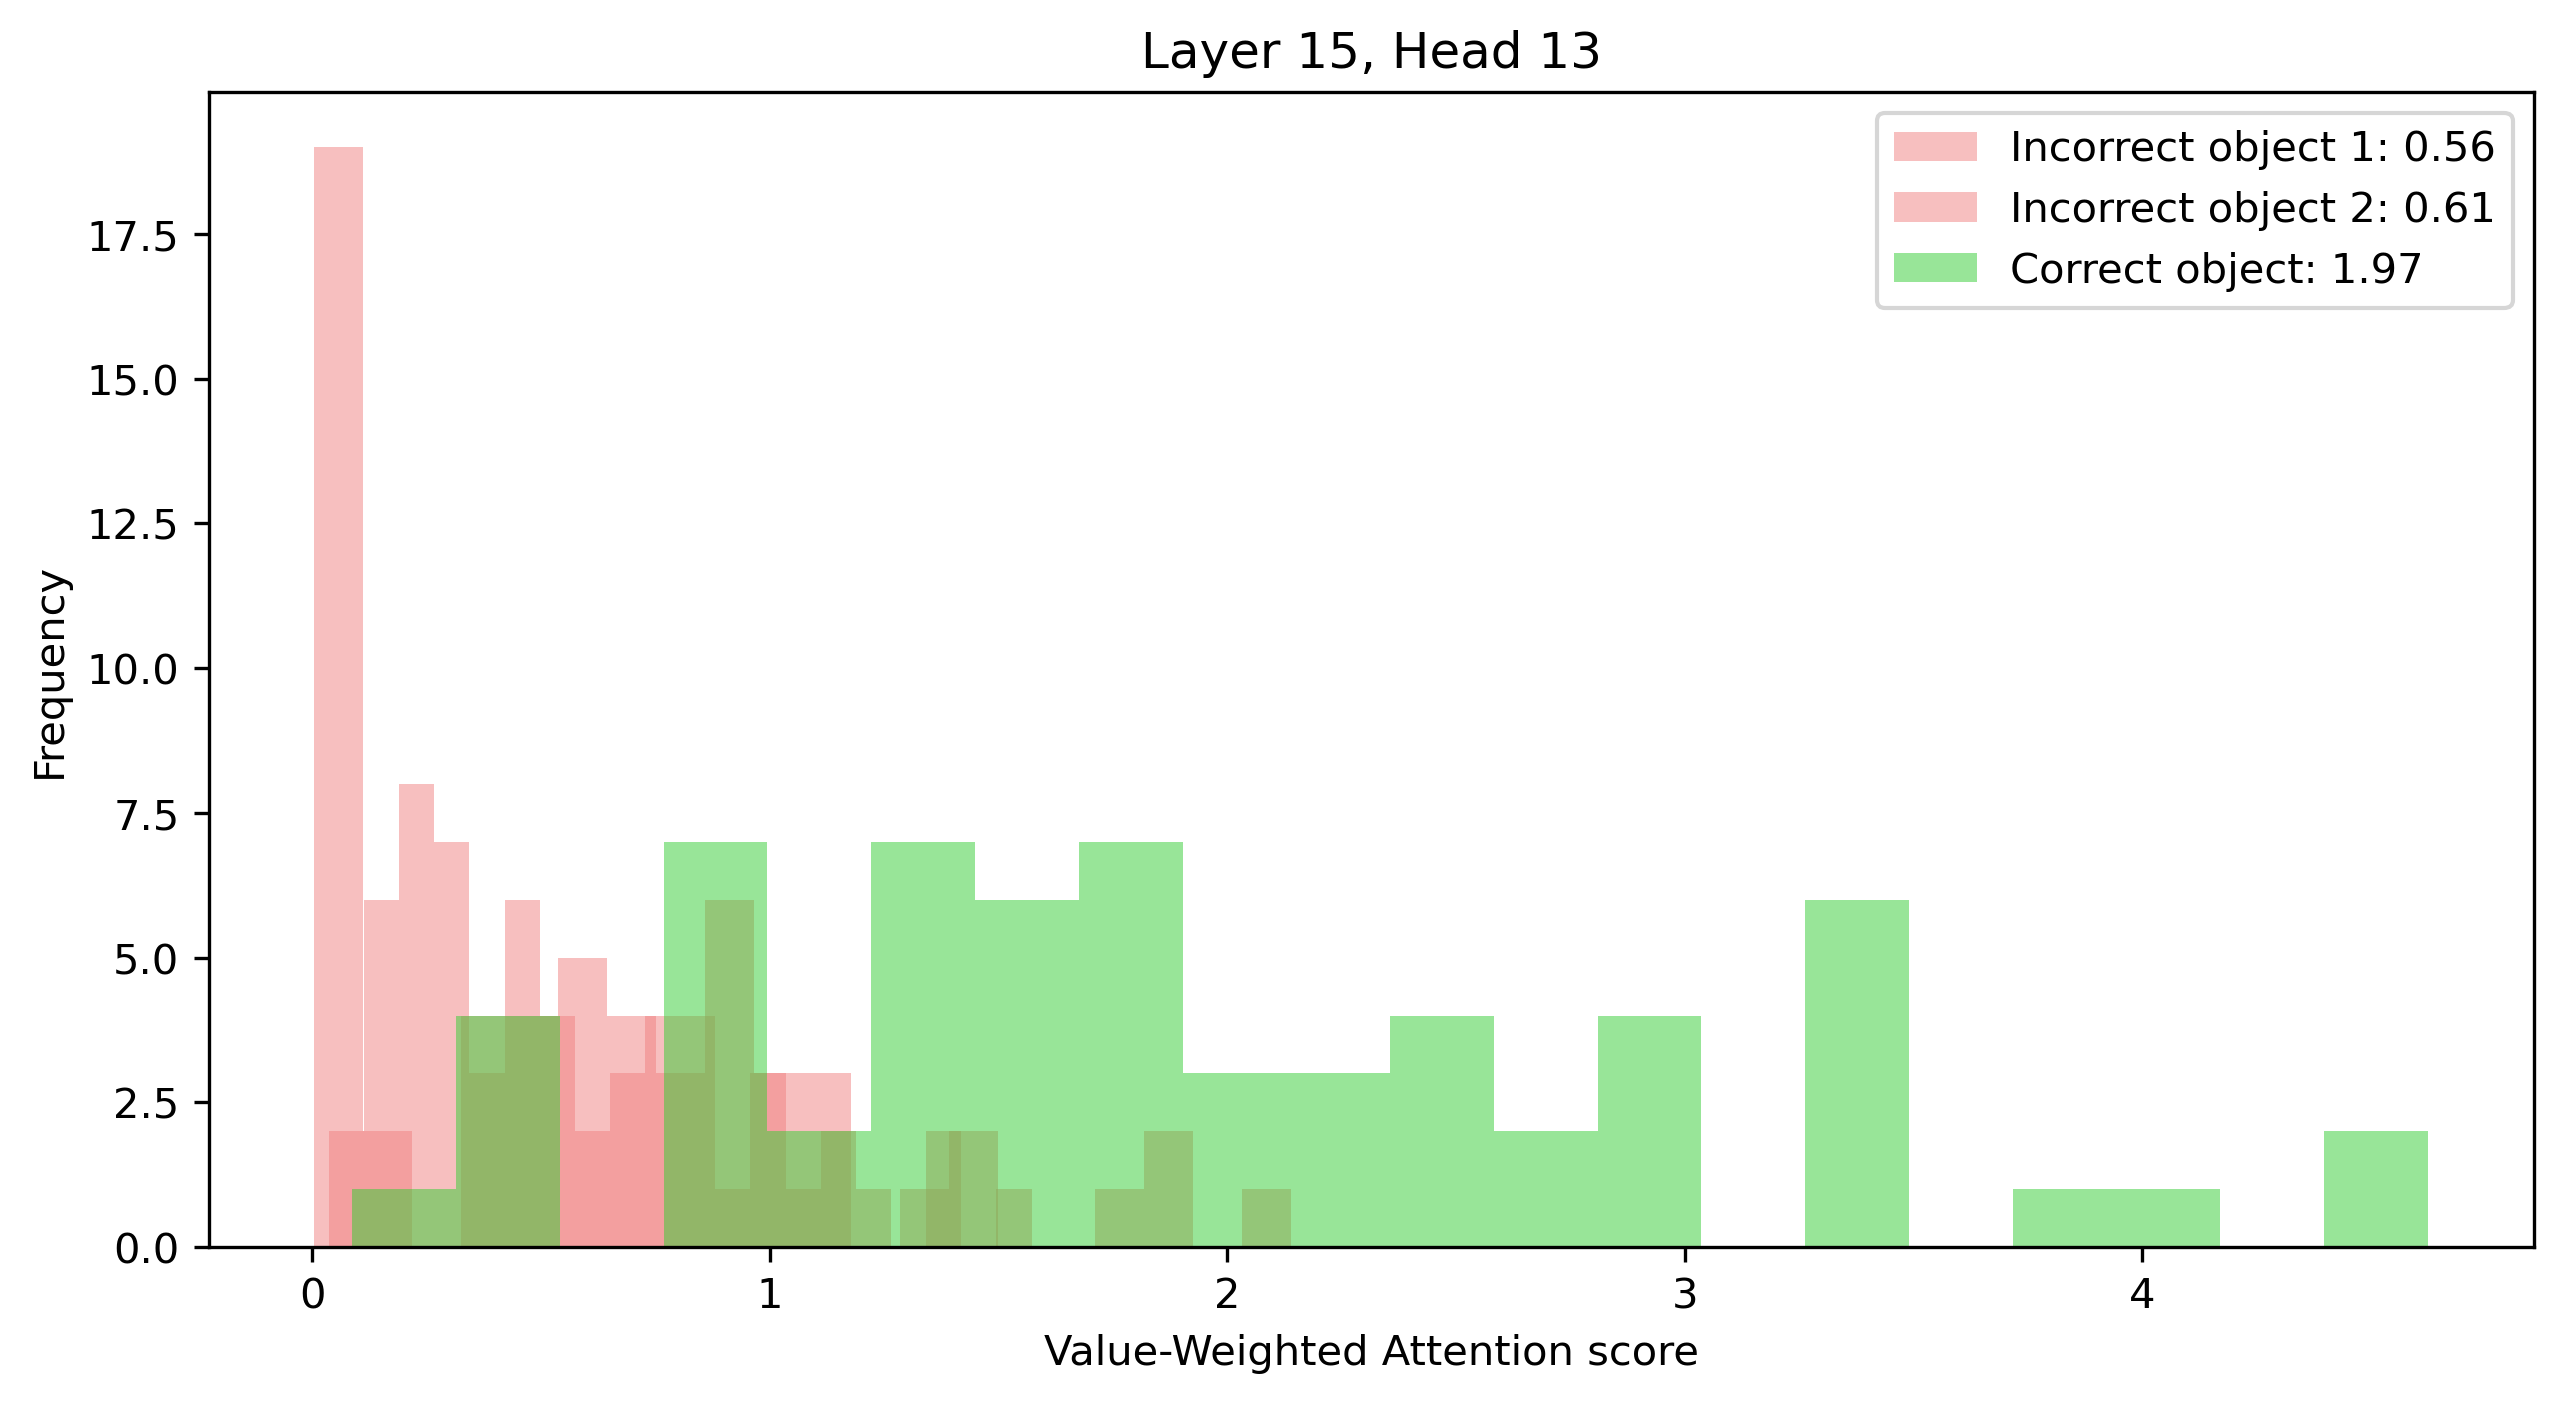 Layer 15, Head 13
Incorrect object 1: 0.56
Incorrect object 2: 0.61
Correct object: 1.97
Frequency
17.5
15.0
12.5
10.0
7.5
5.0
2.5
0.0
0 1 2 3 4
Value-Weighted Attention score